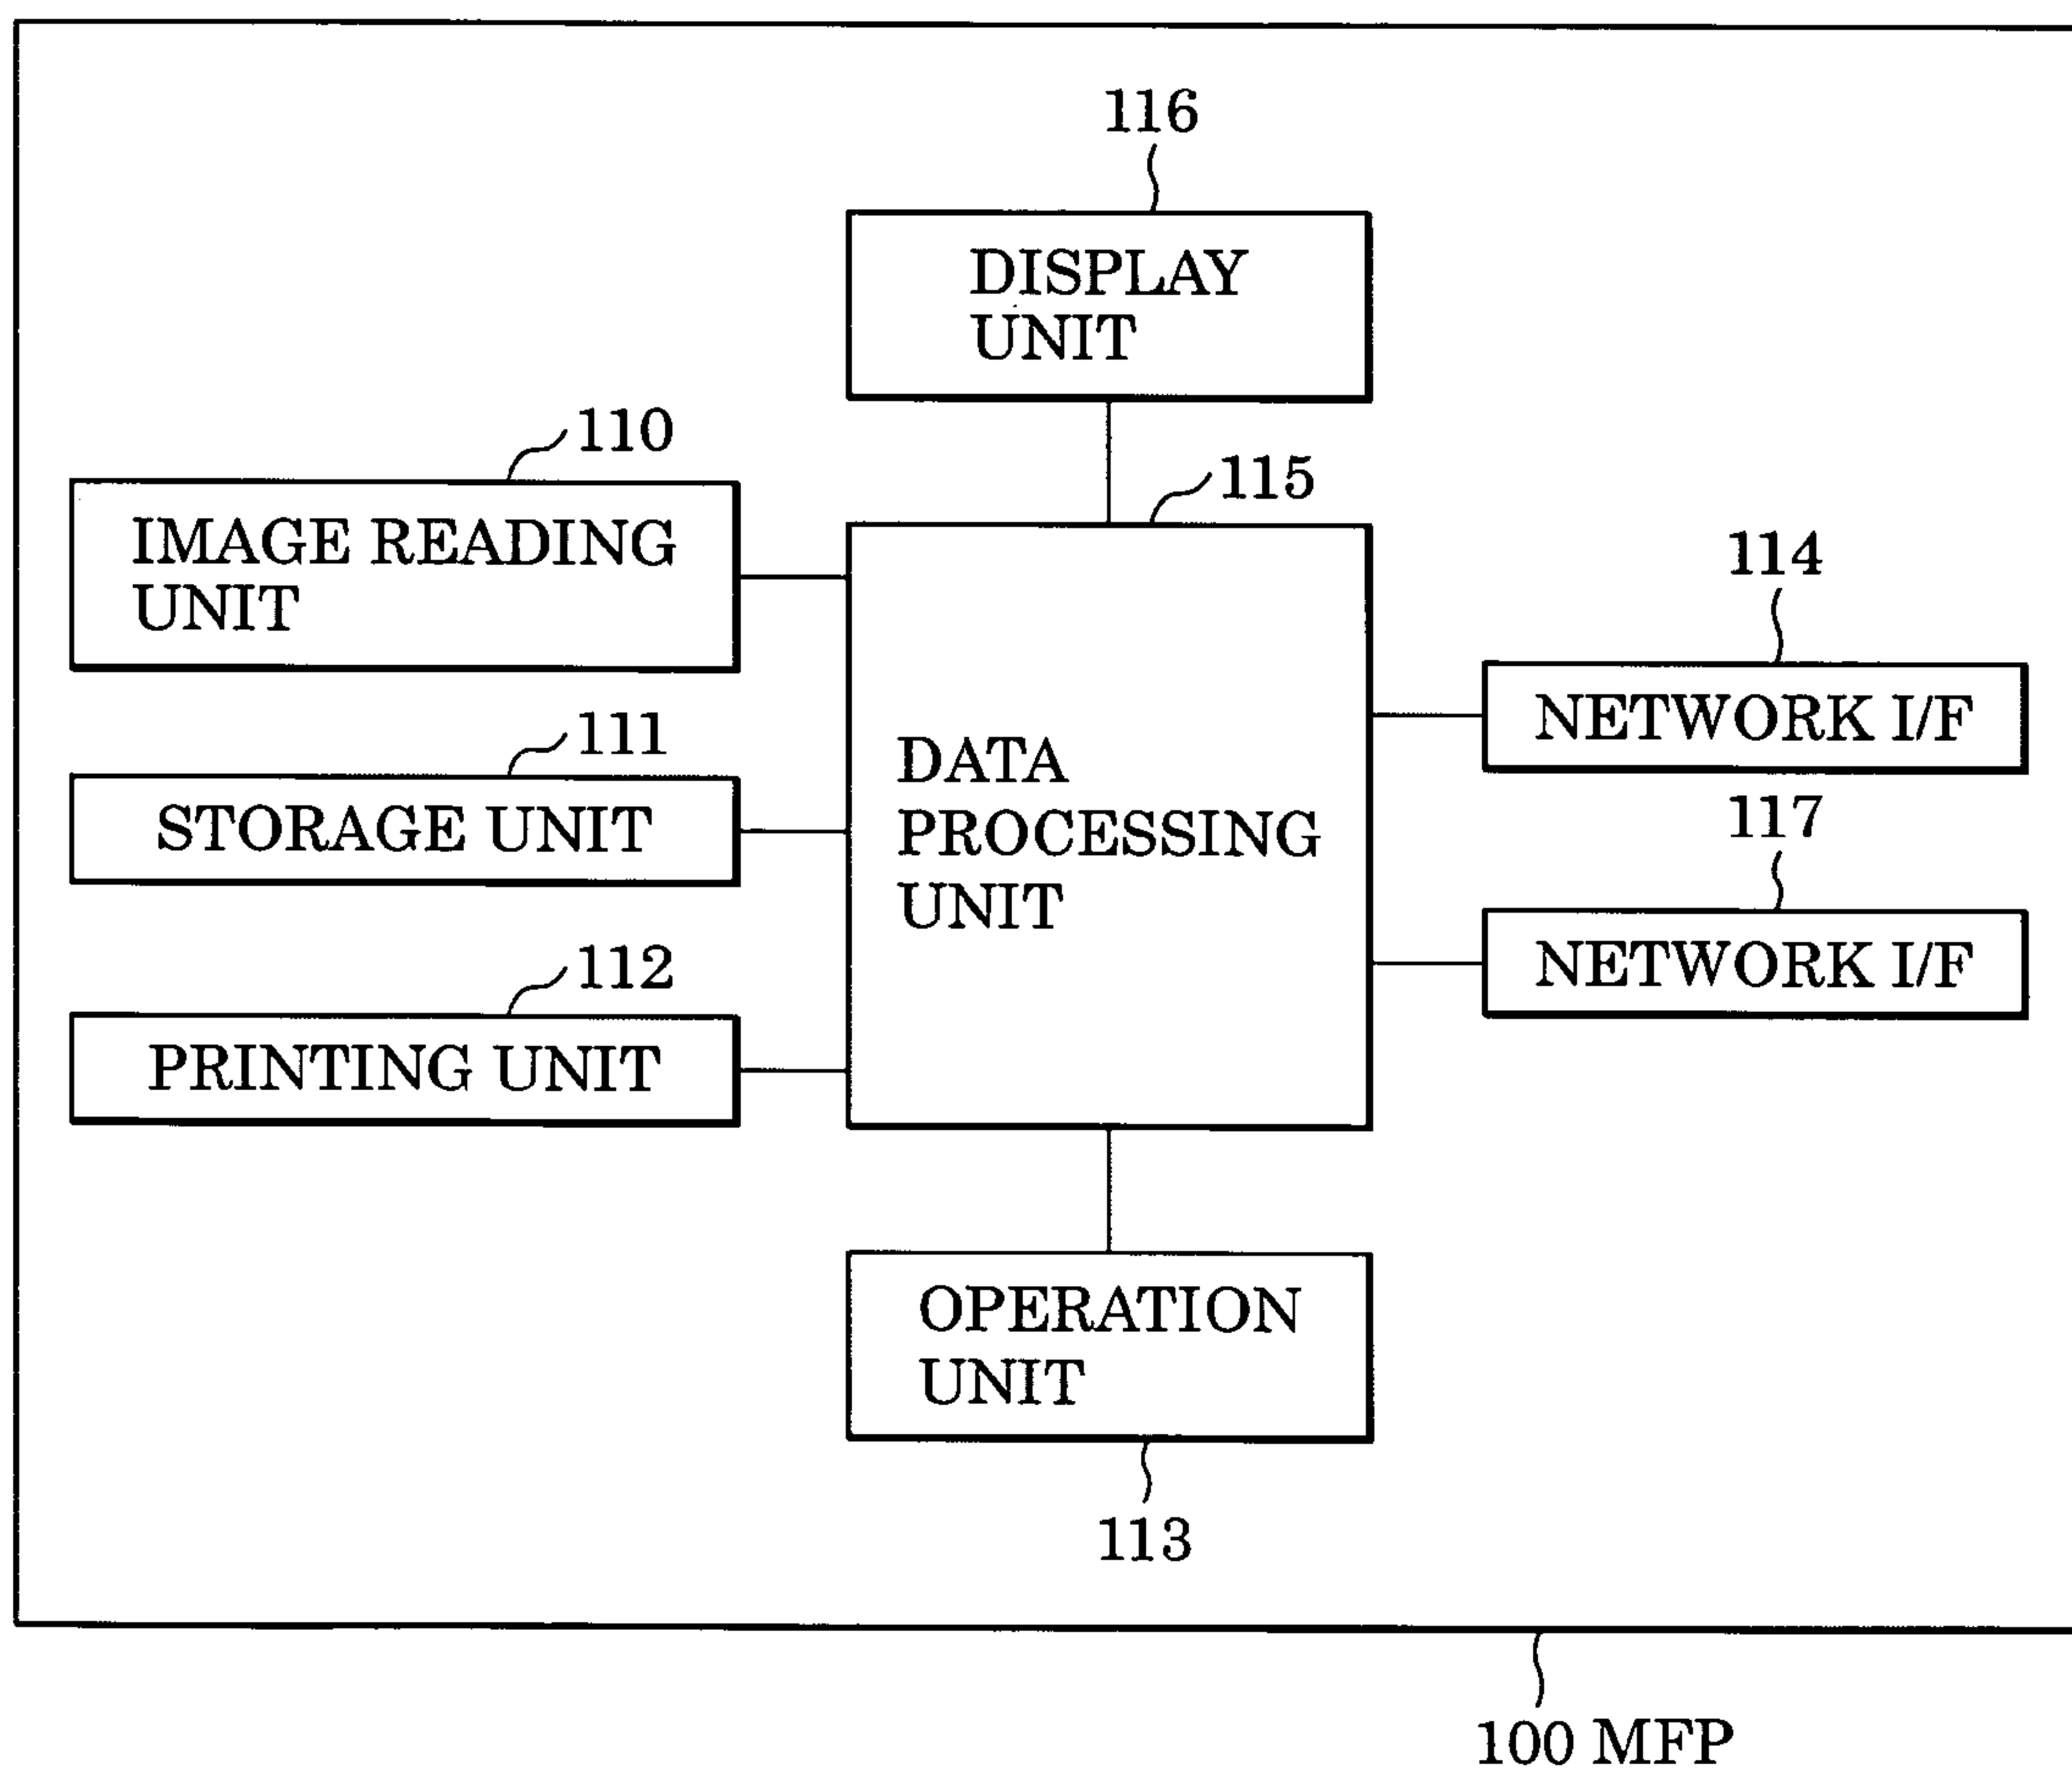 116
DISPLAY
UNIT
110
IMAGE READING
UNIT
115
114
NETWORK I/F
111
STORAGE UNIT
DATA
PROCESSING
UNIT
117
NETWORK I/F
112
PRINTING UNIT
OPERATION
UNIT
113
100 MFP